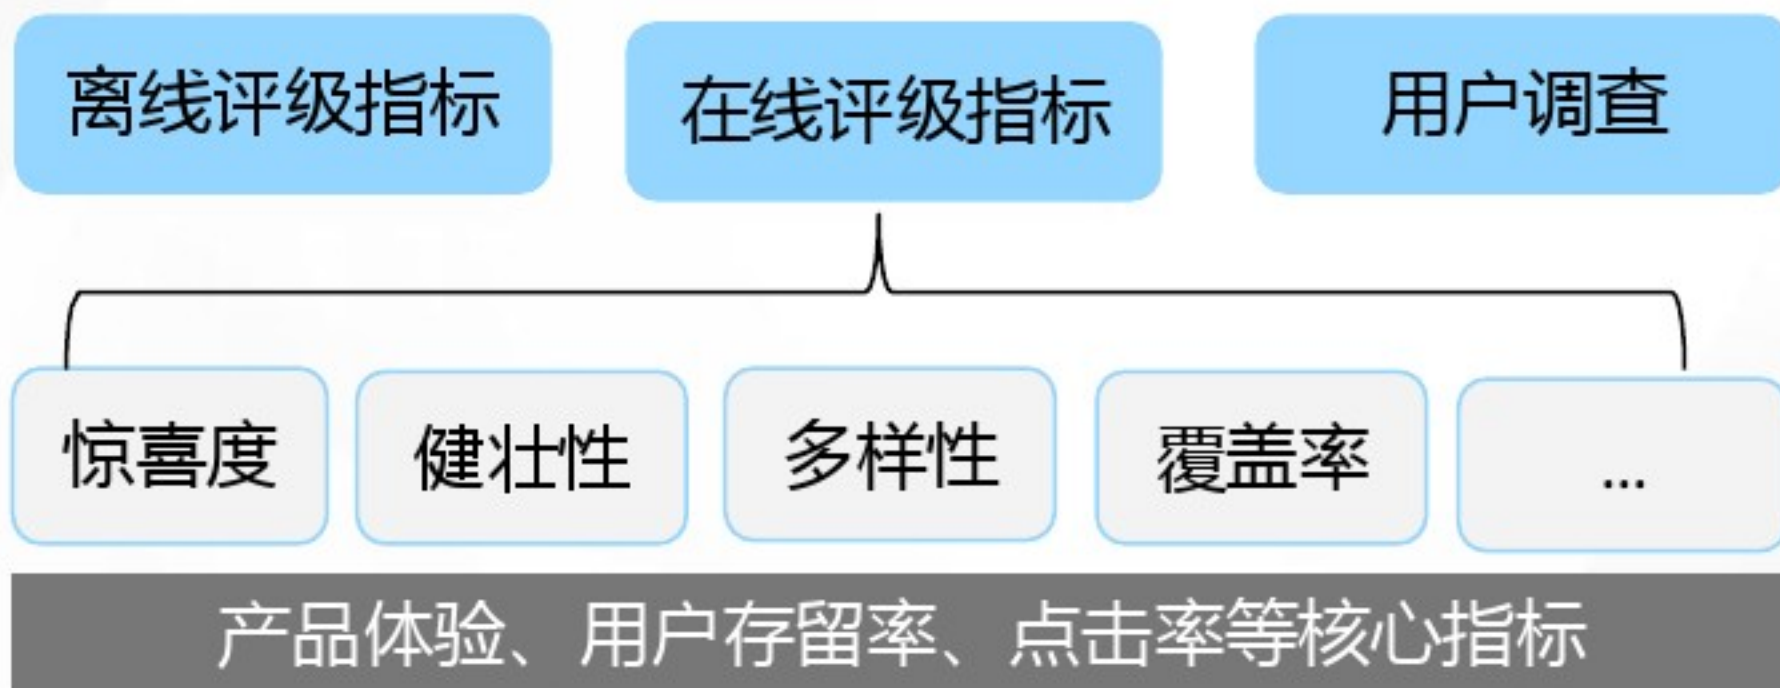 离线评级指标
在线评级指标
用户调查
惊喜度
健壮性
多样性
覆盖率
...
产品体验、用户存留率、点击率等核心指标